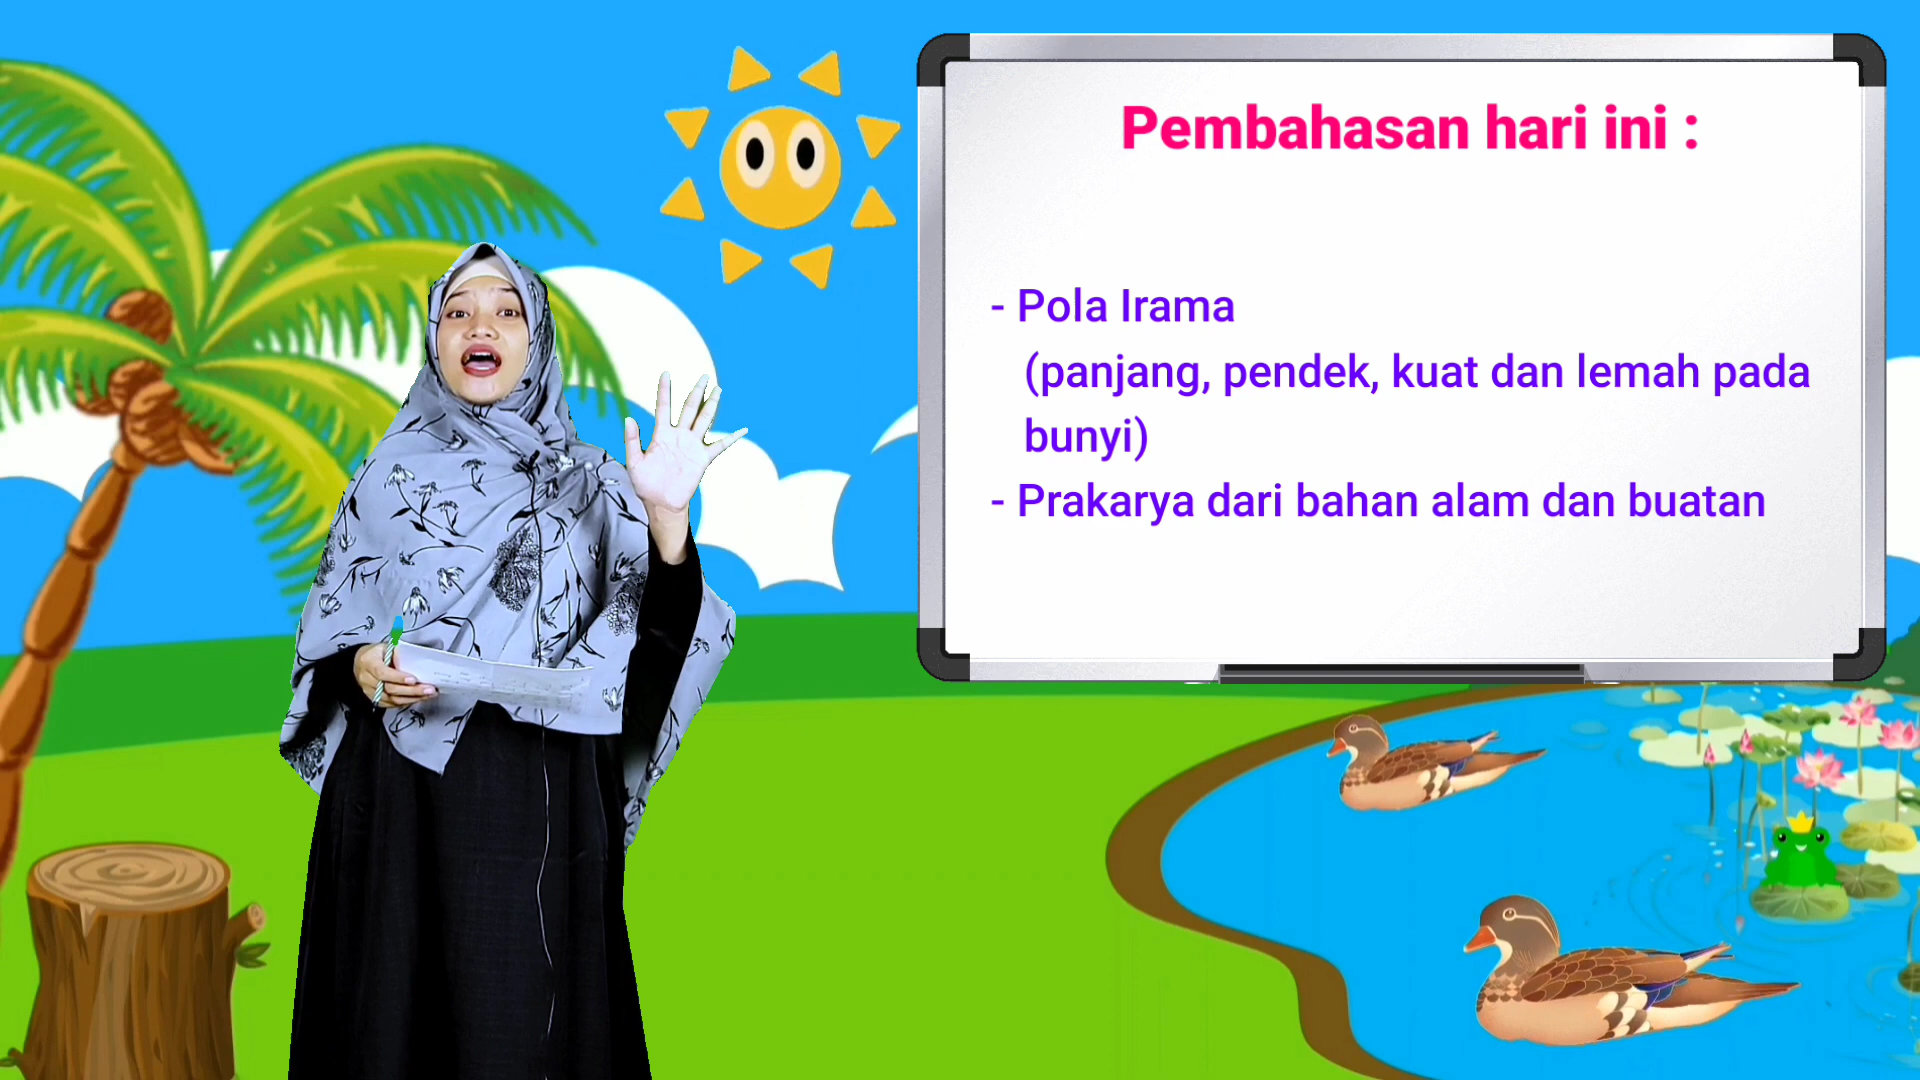 Pembahasan hari ini :
- Pola Irama
(panjang, pendek, kuat dan lemah pada
bunyi)
- Prakarya dari bahan alam dan buatan